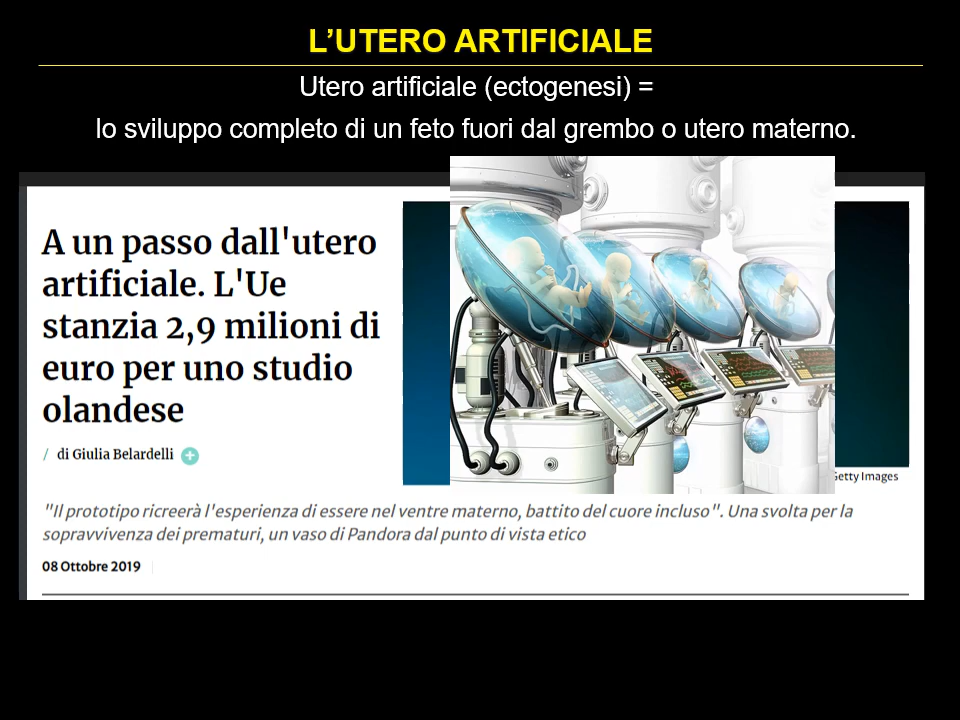 L’UTERO ARTIFICIALE
Utero artificiale (ectogenesi) =
lo sviluppo completo di un feto fuori dal grembo o utero materno.
A un passo dall'utero
artificiale. L'Ue
stanzia 2,9 milioni di
euro per uno studio
olandese
/ di Giulia Belardelli +
Getty Images
"Il prototipo ricreerà l'esperienza di essere nel ventre materno, battito del cuore incluso". Una svolta per la
sopravvivenza dei prematuri, un vaso di Pandora dal punto di vista etico
08 Ottobre 2019